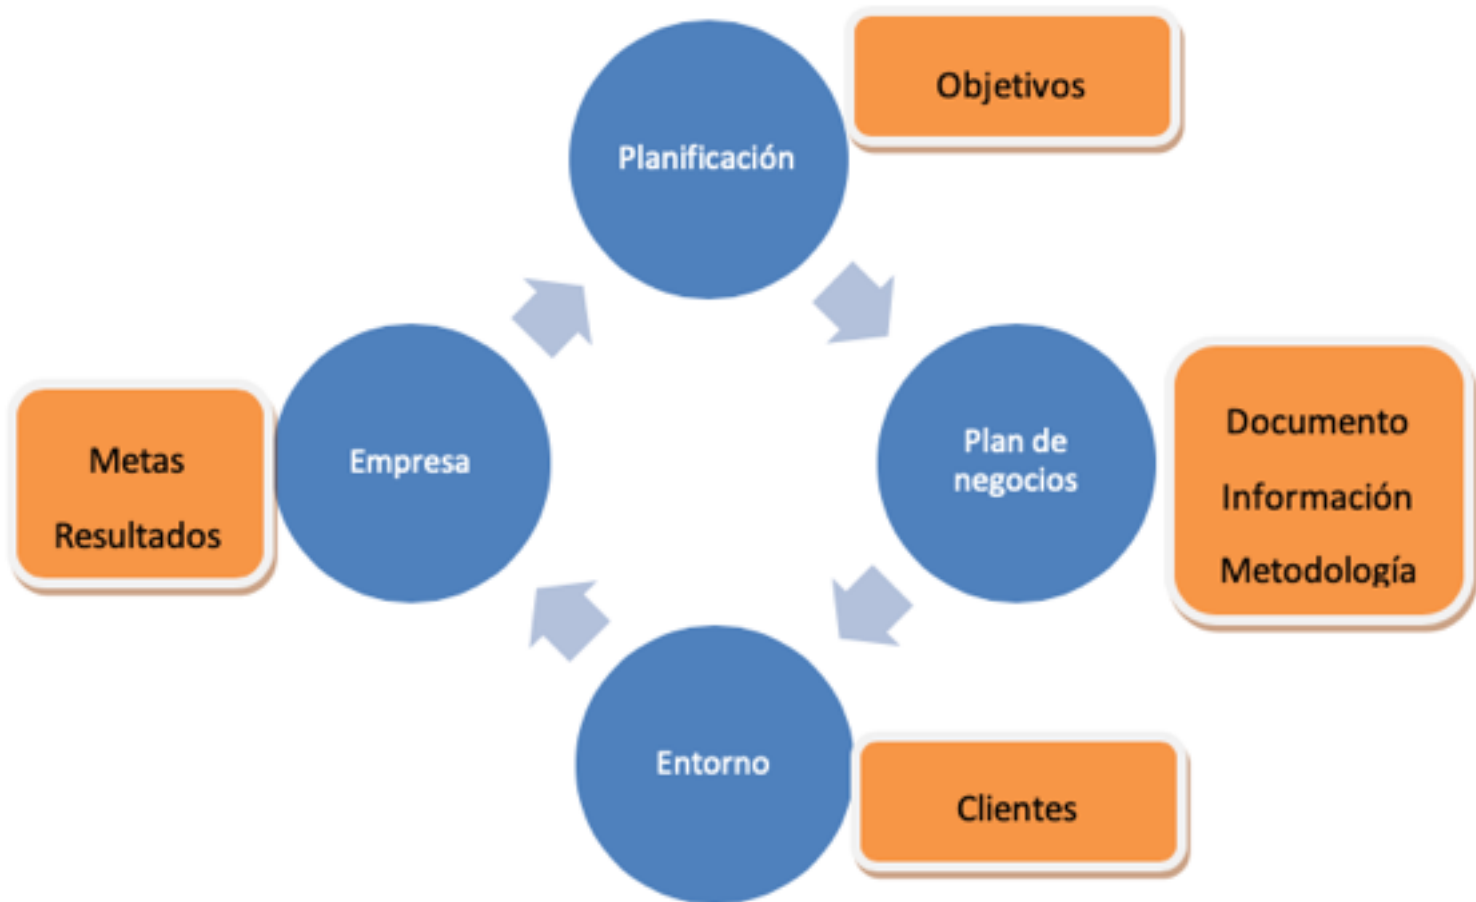 Objetivos
Planificación
Plan de
negocios
Documento
Información
Metodología
Empresa
Metas
Resultados
Entorno
Clientes